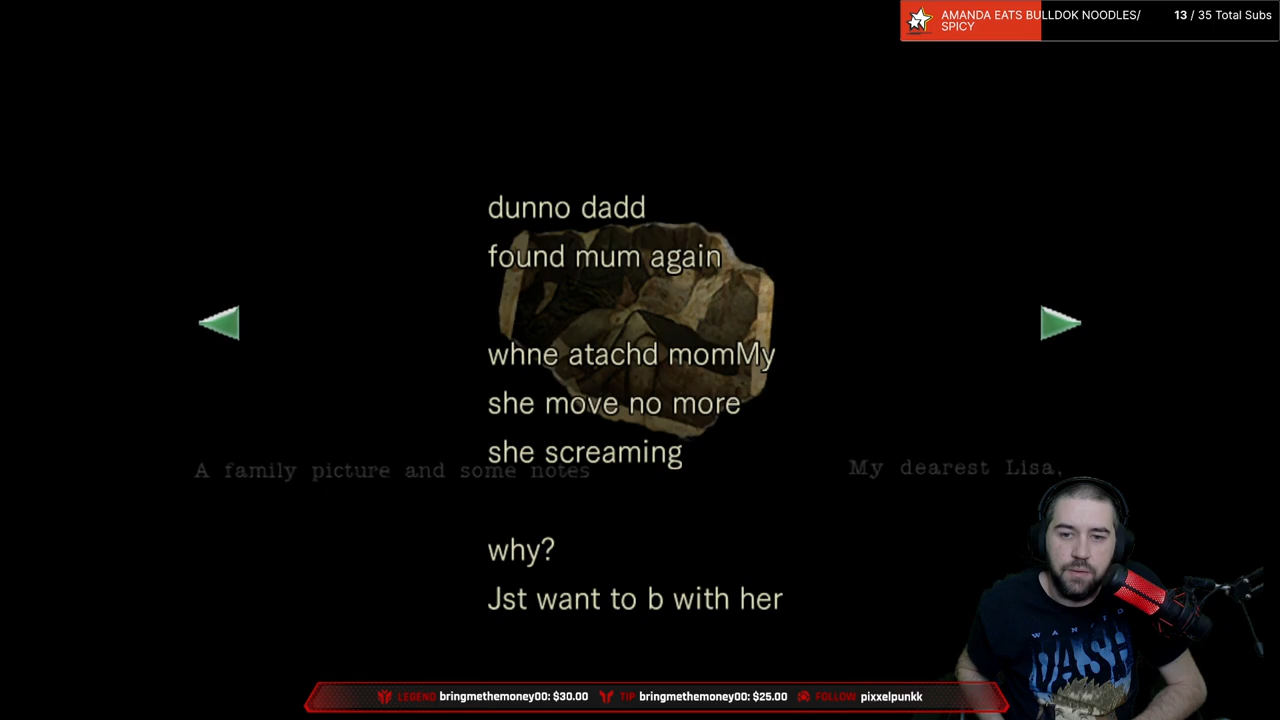 AMANDA EATS BULLDOK NOODLES/
SPICY
13 / 35 Total Subs
dunno dadd
found mum again
whne atachd momMy
she move no more
she screaming
A family picture and some notes
My dearest Lisa,
why?
Jst want to b with her
WANTED
DASH
LEGEND bringmethemoney00: $30.00 TIP bringmethemoney00: $25.00 FOLLOW pixxelpunkk